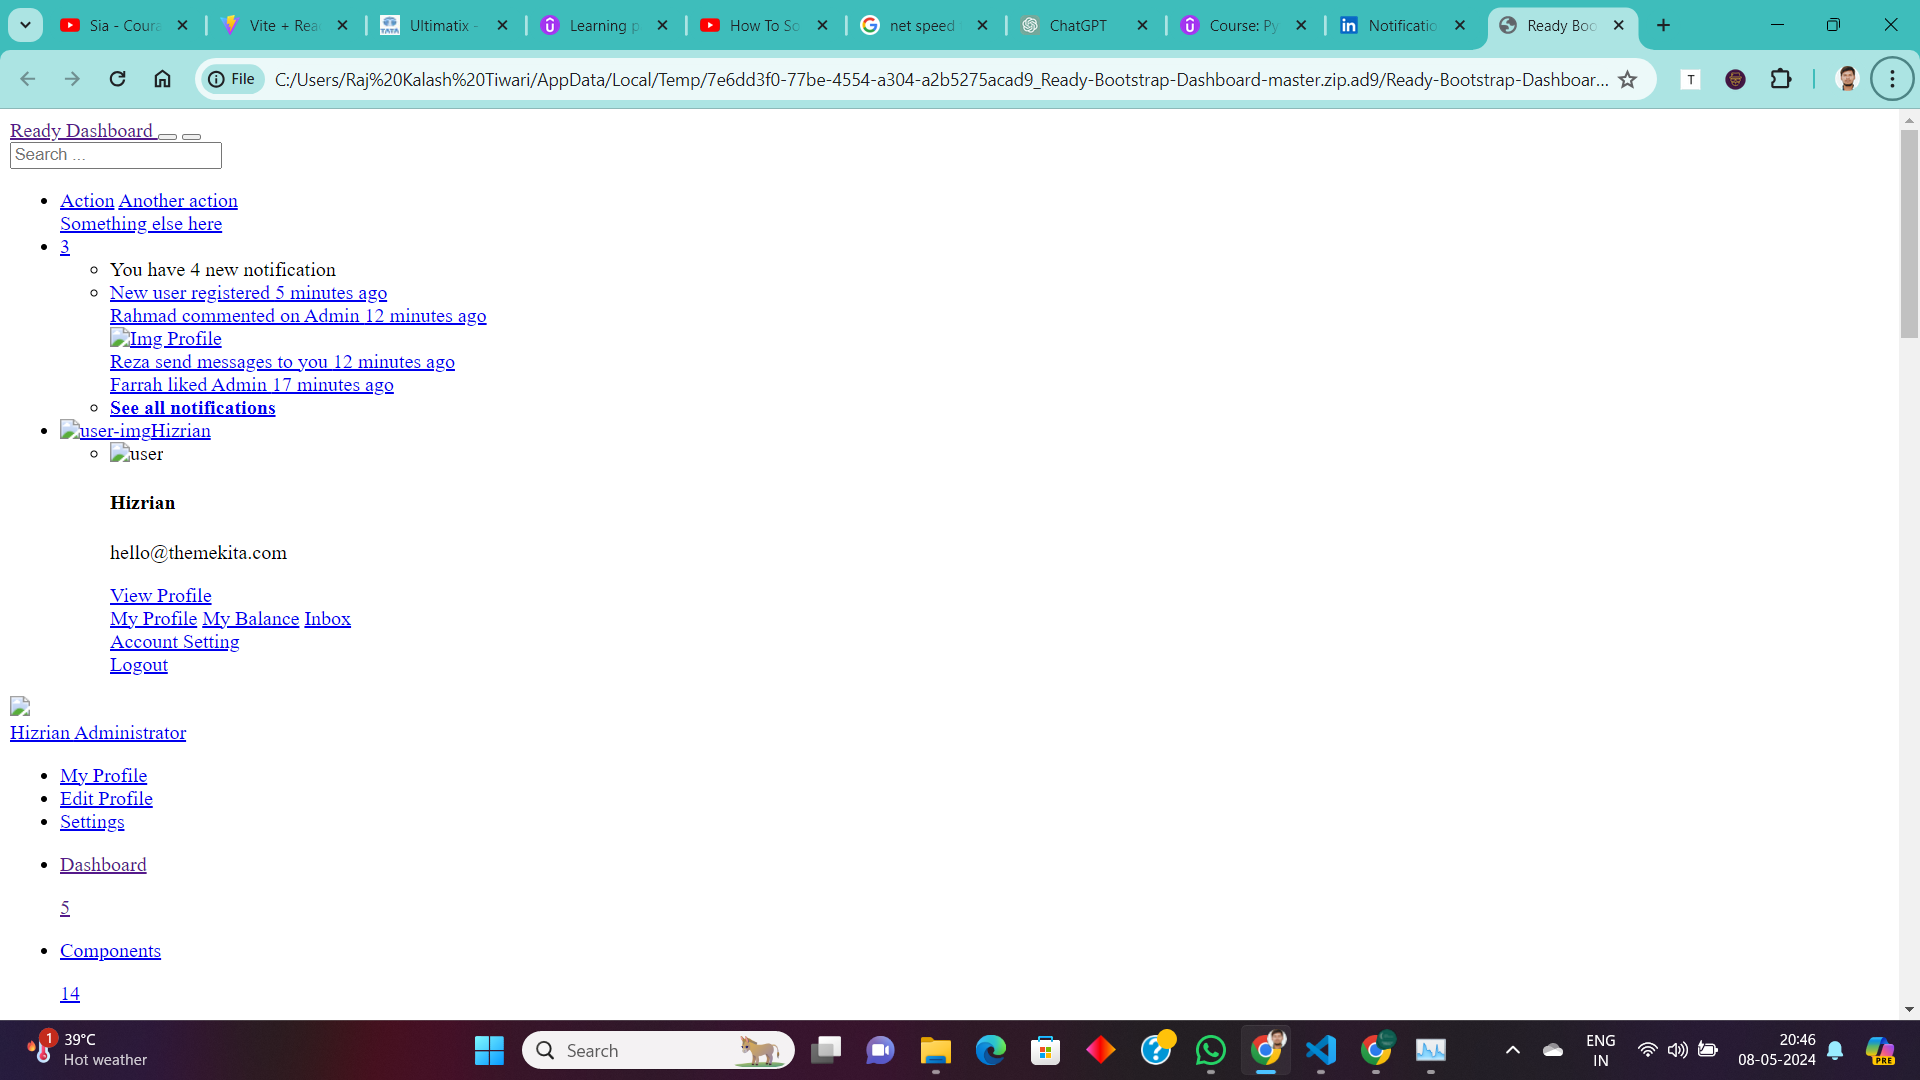 Sia - Coura
Vite + Rea
Ultimatix -
Learning p
How To So
net speed
ChatGPT
Course: Py
Notificatio
Ready Boo
File
C:/Users/Raj%20Kalash%20Tiwari/AppData/Local/Temp/7e6dd3f0-77be-4554-a304-a2b5275acad9_Ready-Bootstrap-Dashboard-master.zip.ad9/Ready-Bootstrap-Dashboar...
T
Ready Dashboard
Search ...
Action Another action
Something else here
3
You have 4 new notification
New user registered 5 minutes ago
Rahmad commented on Admin 12 minutes ago
Img Profile
Reza send messages to you 12 minutes ago
Farrah liked Admin 17 minutes ago
See all notifications
user-imgHizrian
user
Hizrian
hello@themekita.com
View Profile
My Profile My Balance Inbox
Account Setting
Logout
Hizrian Administrator
My Profile
Edit Profile
Settings
Dashboard
5
Components
14
1
39°C
Hot weather
Search
ENG
IN
20:46
08-05-2024
PRE